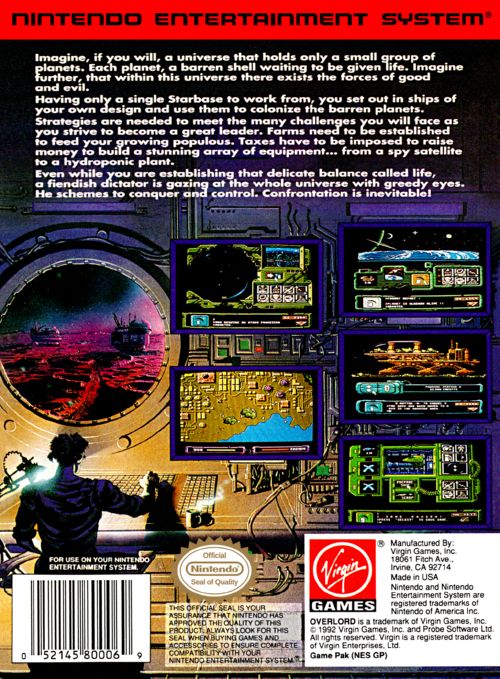 NINTENDO ENTERTAINMENT SYSTEM®
Imagine, if you will, a universe that holds only a small group of
planets. Each planet, a barren shell waiting to be given life. Imagine
further, that within this universe there exists the forces of good
and evil.
Having only a single Starbase to work from, you set out in ships of
your own design and use them to colonize the barren planets.
Strategies are needed to meet the many challenges you will face as
you strive to become a great leader. Farms need to be established
to feed your growing populous. Taxes have to be imposed to raise
money to build a stunning array of equipment... from a spy satellite
to a hydroponic plant.
Even while you are establishing that delicate balance called life,
a fiendish dictator is gazing at the whole universe with greedy eyes.
He schemes to conquer and control. Confrontation is inevitable!
FOR USE ON YOUR NINTENDO
ENTERTAINMENT SYSTEM.
0 52145 80006 9
Official
Nintendo
Seal of Quality
THIS OFFICIAL SEAL IS YOUR
ASSURANCE THAT NINTENDO HAS
APPROVED THE QUALITY OF THIS
PRODUCT. ALWAYS LOOK FOR THIS
SEAL WHEN BUYING GAMES AND
ACCESSORIES TO ENSURE COMPLETE
COMPATIBILITY WITH YOUR
NINTENDO ENTERTAINMENT SYSTEM.®
Virgin®
GAMES
Manufactured By:
Virgin Games, Inc.
18061 Fitch Ave.,
Irvine, CA 92714
Made in USA
Nintendo and Nintendo
Entertainment System are
registered trademarks of
Nintendo of America Inc.
OVERLORD is a trademark of Virgin Games, Inc.
© 1992 Virgin Games, Inc. and Probe Software Ltd.
All rights reserved. Virgin is a registered trademark
of Virgin Enterprises, Ltd.
Game Pak (NES GP)